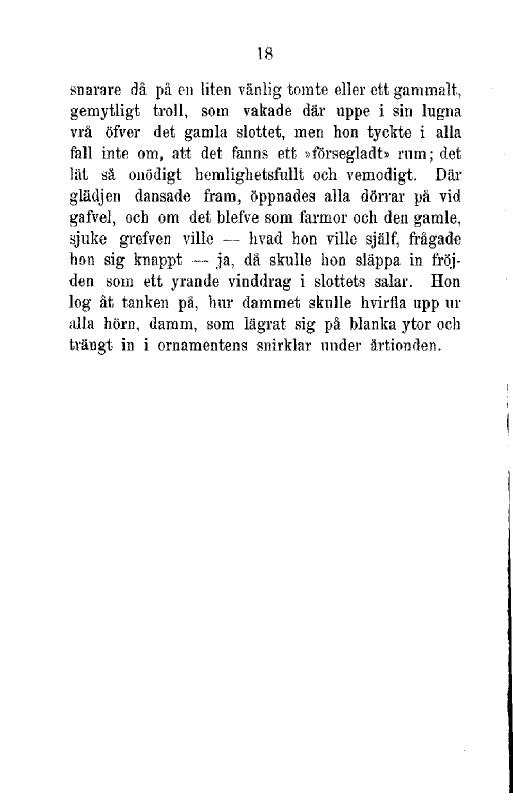 18
snarare då på en liten vänlig tomte eller ett gammalt,
gemytligt troll, som vakade där uppe i sin lugna
vrå öfver det gamla slottet, men hon tyckte i alla
fall inte om, att det fanns ett »försegladt» rum; det
lät så onödigt hemlighetsfullt och vemodigt. Där
glädjen dansade fram, öppnades alla dörrar på vid
gafvel, och om det blefve som farmor och den gamle,
sjuke grefven ville — hvad hon ville själf, frågade
hon sig knappt — ja, då skulle hon släppa in fröj-
den som ett yrande vinddrag i slottets salar. Hon
log åt tanken på, hur dammet skulle hvirfla upp ur
alla hörn, damm, som lägrat sig på blanka ytor och
trängt in i ornamentens snirklar under årtionden.